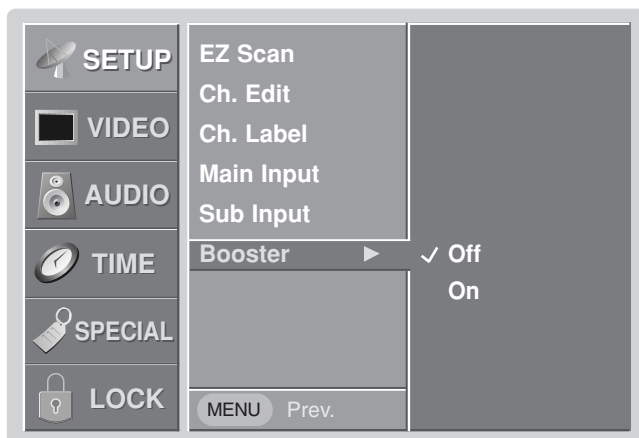 SETUP
VIDEO
AUDIO
TIME
SPECIAL
LOCK
EZ Scan
Ch. Edit
Ch. Label
Main Input
Sub Input
Booster ▶
MENU Prev.
✓ Off
On